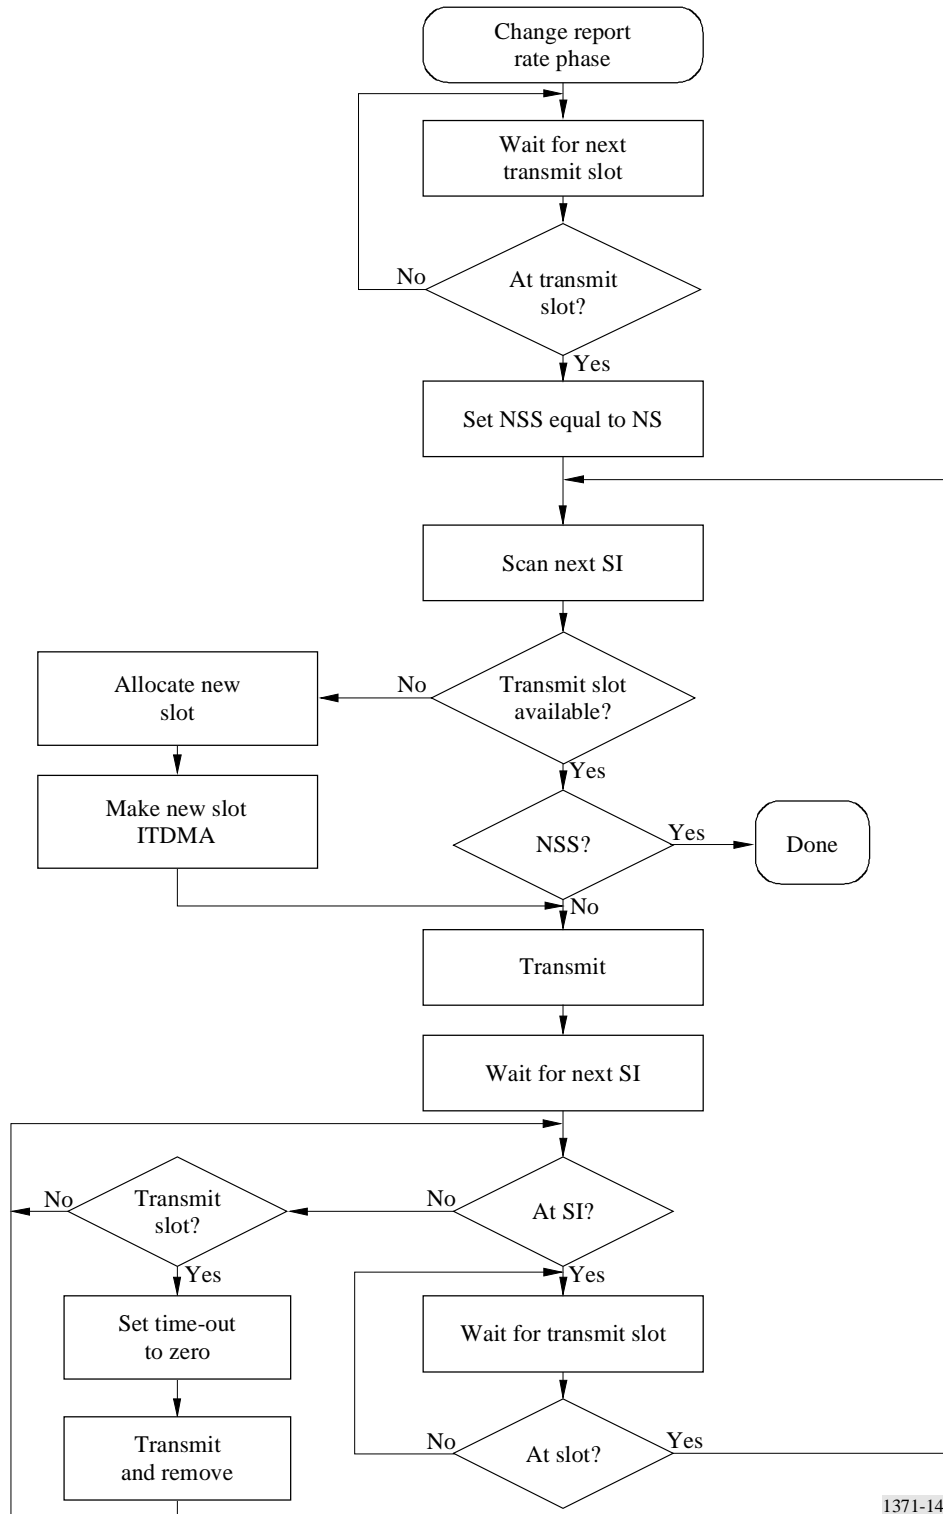 Change report
rate phase
Wait for next
transmit slot
No
At transmit
slot?
Yes
Set NSS equal to NS
Scan next SI
Allocate new
slot
No
Transmit slot
available?
Yes
Make new slot
ITDMA
NSS?
Yes
Done
No
Transmit
Wait for next SI
No
Transmit
slot?
No
At SI?
Yes
Yes
Set time-out
to zero
Wait for transmit slot
Transmit
and remove
No
At slot?
Yes
1371-14